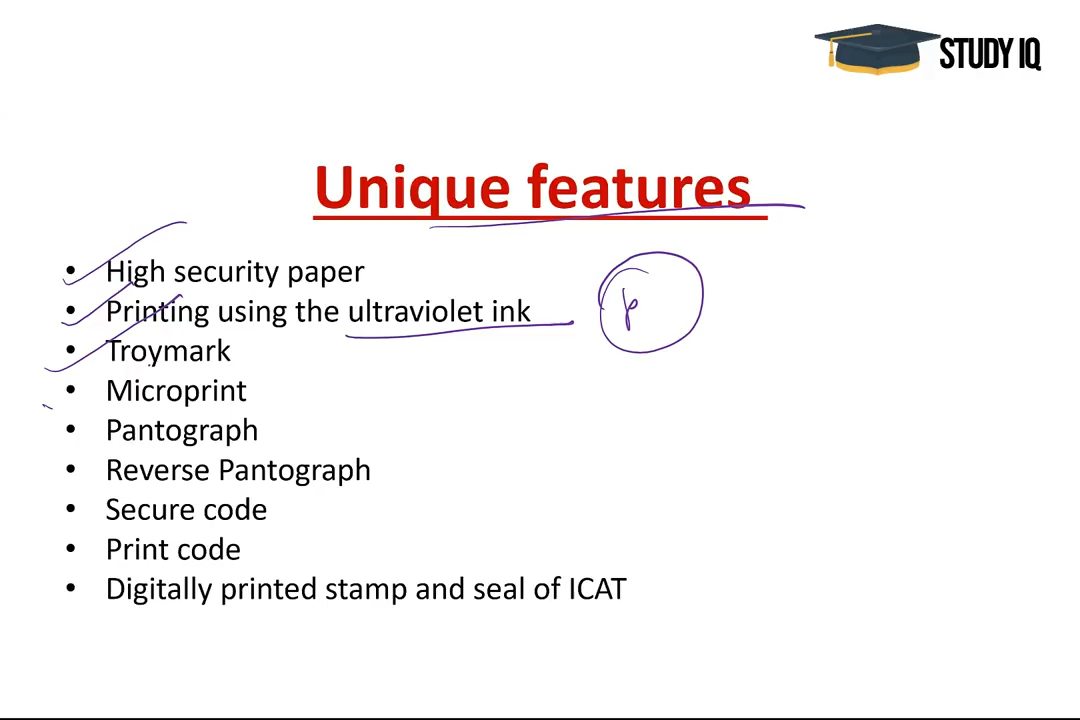 STUDY IQ
Unique features
• High security paper
• Printing using the ultraviolet ink
• Troymark
• Microprint
• Pantograph
• Reverse Pantograph
• Secure code
• Print code
• Digitally printed stamp and seal of ICAT